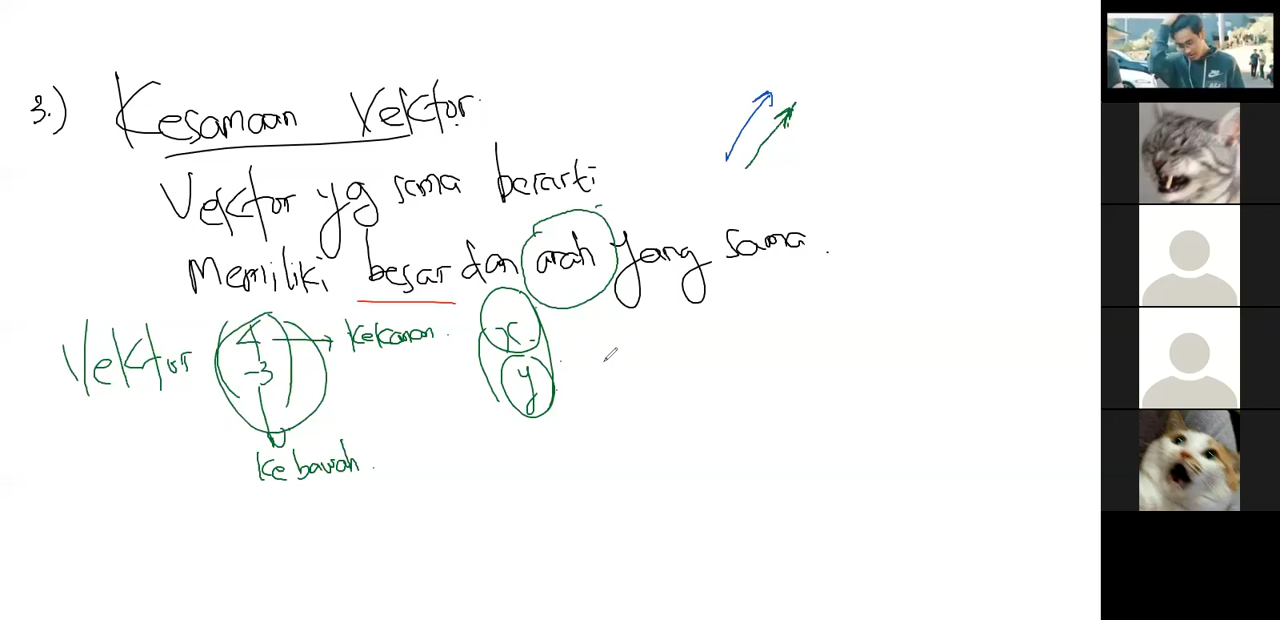 3.) Kesamaan Vektor.
Vektor yg sama berarti
Memiliki besar dan arah yang sama.
Vektor (4 → kekanan. (x
-3) y)
ke bawah.